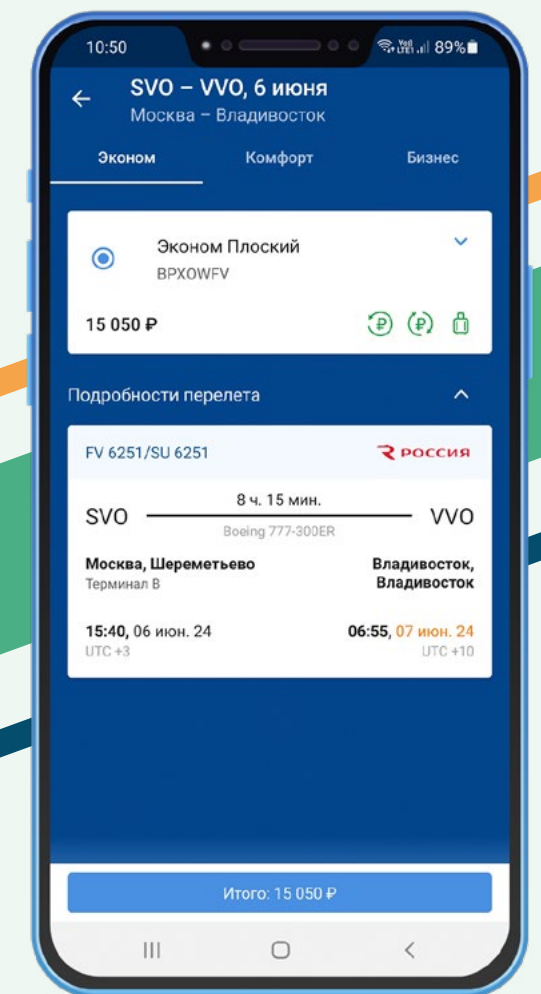 10:50
Vo) LTE1 89%
SVO – VVO, 6 июня
Москва – Владивосток
Эконом Комфорт Бизнес
Эконом Плоский
BPXOWFV
15 050 ₽
Подробности перелета
FV 6251/SU 6251 РОССИЯ
8 ч. 15 мин.
SVO VVO
Boeing 777-300ER
Москва, Шереметьево Владивосток,
Терминал B Владивосток
15:40, 06 июн. 24 06:55, 07 июн. 24
UTC +3 UTC +10
Итого: 15 050 ₽